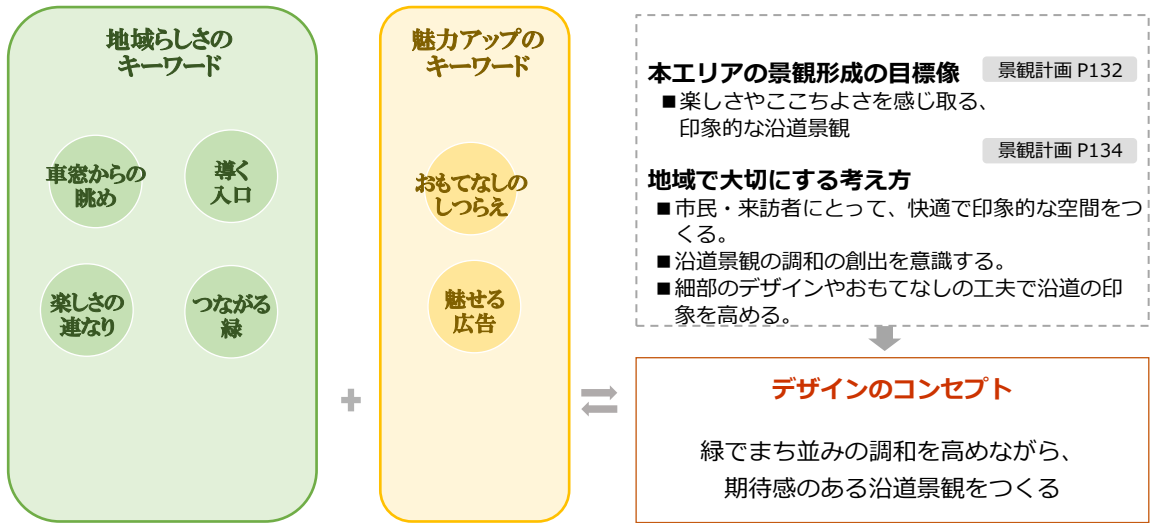 地域らしさの
キーワード
車窓からの
眺め
導く
入口
楽しさの
連なり
つながる
緑
+
魅力アップの
キーワード
おもてなしの
しつらえ
魅せる
広告
本エリアの景観形成の目標像
景観計画 P132
■楽しさやここちよさを感じ取る、
印象的な沿道景観
景観計画 P134
地域で大切にする考え方
■市民・来訪者にとって、快適で印象的な空間をつ
くる。
■沿道景観の調和の創出を意識する。
■細部のデザインやおもてなしの工夫で沿道の印
象を高める。
デザインのコンセプト
緑でまち並みの調和を高めながら、
期待感のある沿道景観をつくる